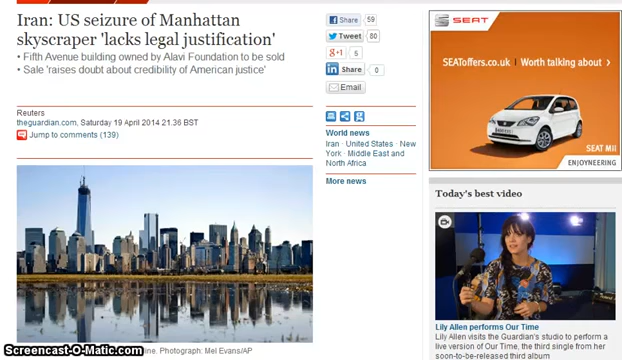 Iran: US seizure of Manhattan
skyscraper 'lacks legal justification'
• Fifth Avenue building owned by Alavi Foundation to be sold
• Sale 'raises doubt about credibility of American justice'
Reuters
theguardian.com, Saturday 19 April 2014 21.36 BST
Jump to comments (139)
Share 59
Tweet 80
+1 5
in Share 0
Email
World news
Iran · United States · New
York · Middle East and
North Africa
More news
SEAT
SEAToffers.co.uk | Worth talking about >
SEAT MII
ENJOYNEERING
Today's best video
Lily Allen performs Our Time
Lily Allen visits the Guardian's studio to perform a
live version of Our Time, the third single from her
soon-to-be-released third album
line. Photograph: Mel Evans/AP
Screencast-O-Matic.com